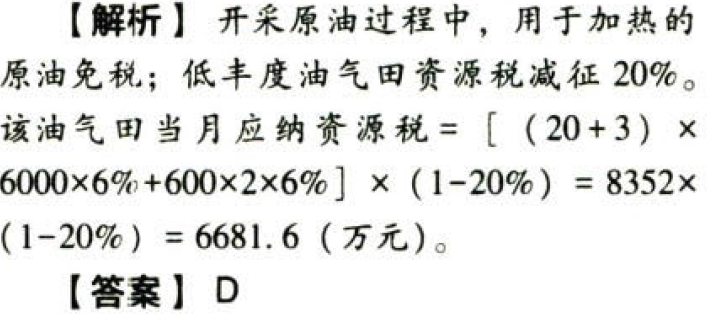 【解析】 开采原油过程中，用于加热的
原油免税；低丰度油气田资源税减征 20%。
该油气田当月应纳资源税 = [ (20+3) ×
6000×6%+600×2×6%] × (1-20%) = 8352×
(1-20%) = 6681.6 (万元)。
【答案】 D